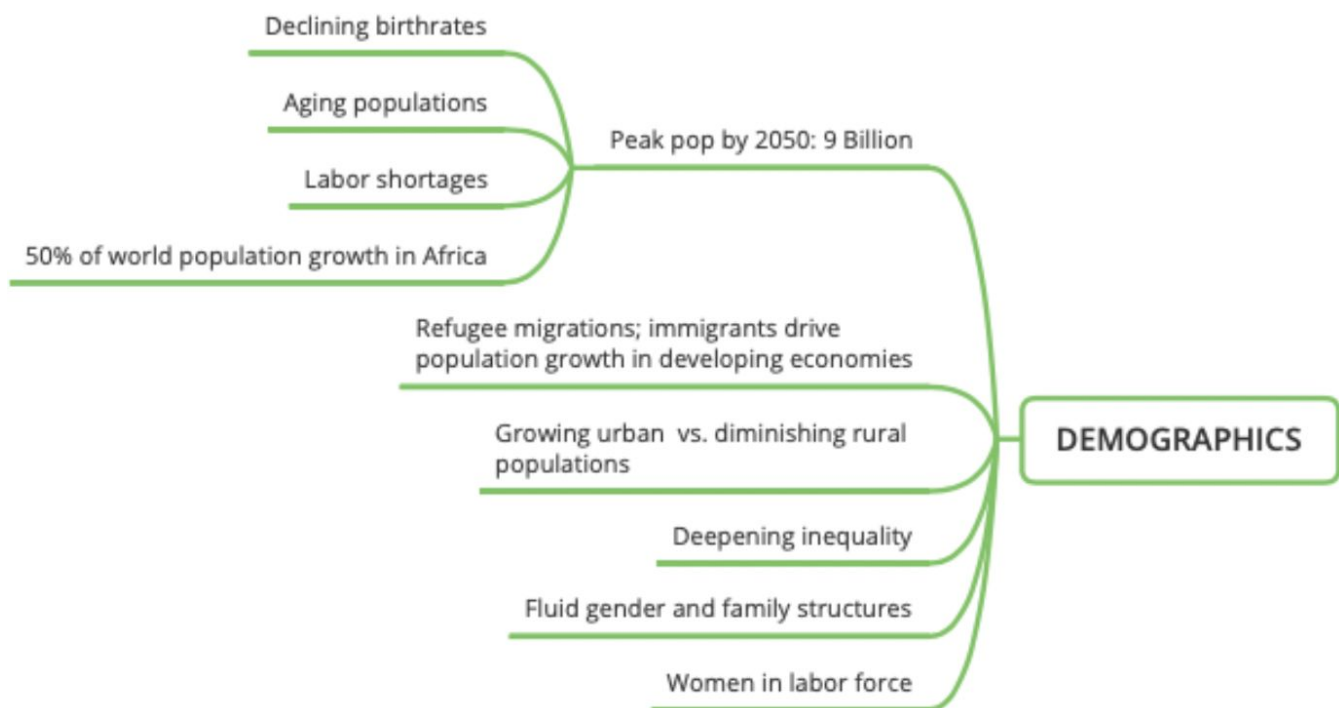 Declining birthrates
Aging populations
Labor shortages
50% of world population growth in Africa
Peak pop by 2050: 9 Billion
Refugee migrations; immigrants drive
population growth in developing economies
Growing urban  vs. diminishing rural
populations
Deepening inequality
Fluid gender and family structures
Women in labor force
DEMOGRAPHICS